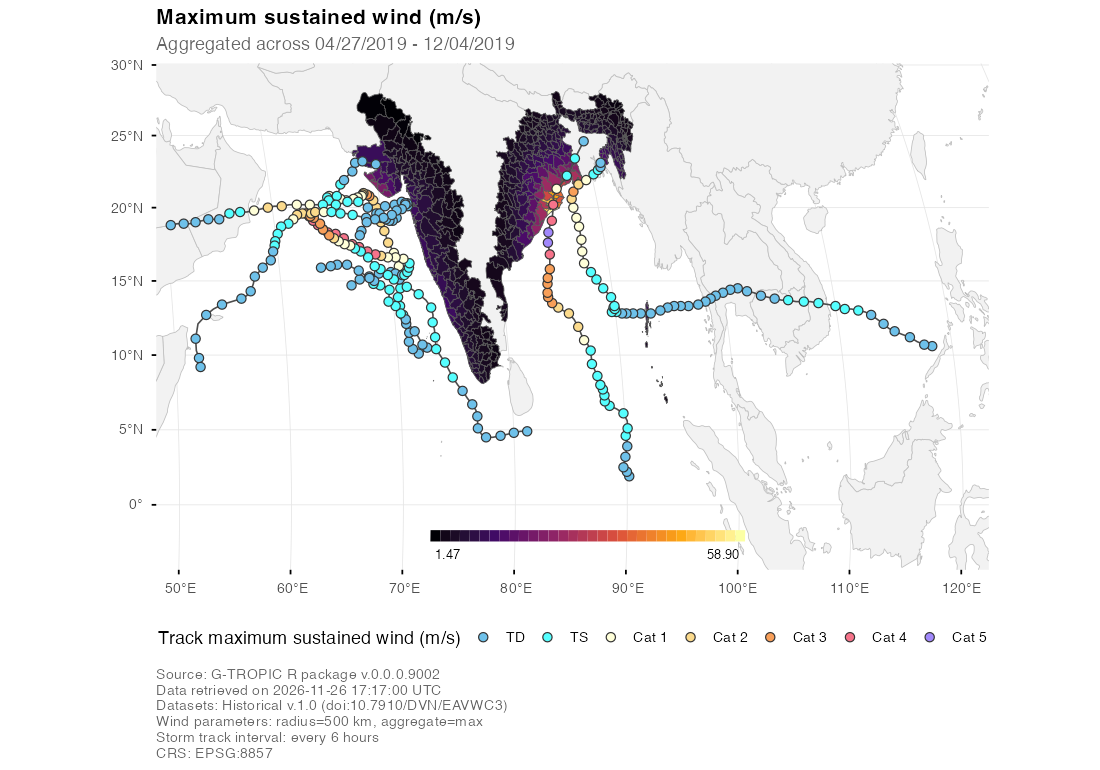 Maximum sustained wind (m/s)
Aggregated across 04/27/2019 - 12/04/2019
30°N
25°N
20°N
15°N
10°N
5°N
0°
1.47 58.90
50°E 60°E 70°E 80°E 90°E 100°E 110°E 120°E
Track maximum sustained wind (m/s) TD TS Cat 1 Cat 2 Cat 3 Cat 4 Cat 5
Source: G-TROPIC R package v.0.0.0.9002
Data retrieved on 2026-11-26 17:17:00 UTC
Datasets: Historical v.1.0 (doi:10.7910/DVN/EAVWC3)
Wind parameters: radius=500 km, aggregate=max
Storm track interval: every 6 hours
CRS: EPSG:8857